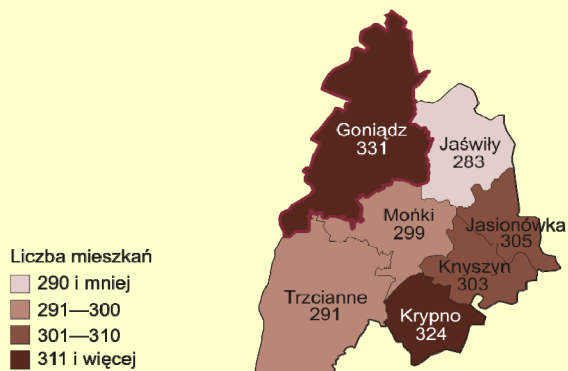 Goniądz
331
Jaświły
283
Mońki
299
Jasionówka
305
Knyszyn
303
Trzcianne
291
Krypno
324
Liczba mieszkań
290 i mniej
291—300
301—310
311 i więcej